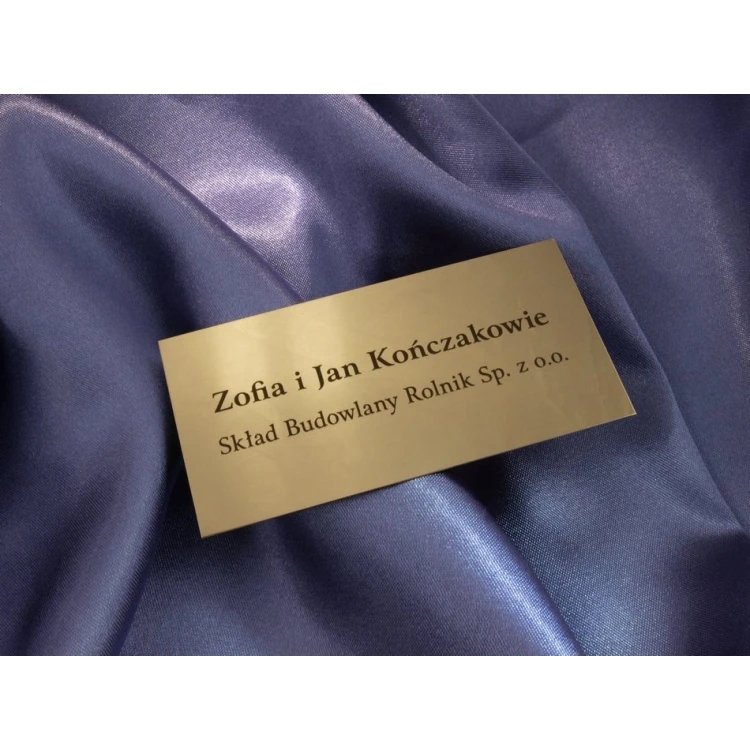 Zofia i Jan Kończakowie
Skład Budowlany Rolnik Sp. z o.o.